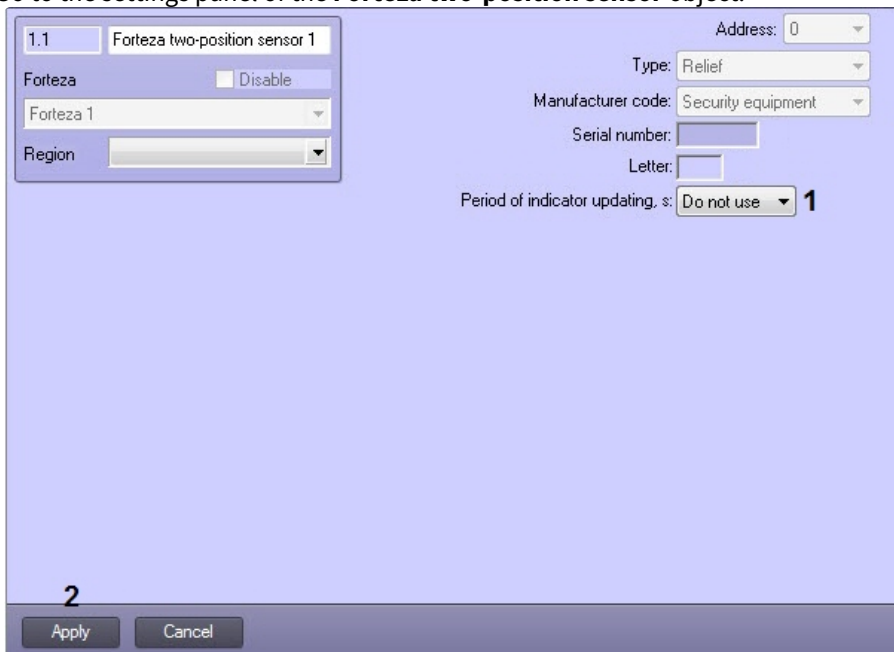 Go to the settings panel of the Forteza two-position sensor object.
1.1 Forteza two-position sensor 1
Forteza Disable
Forteza 1
Region
Address: 0
Type: Relief
Manufacturer code: Security equipment
Serial number:
Letter:
Period of indicator updating, s: Do not use 1
2
Apply Cancel